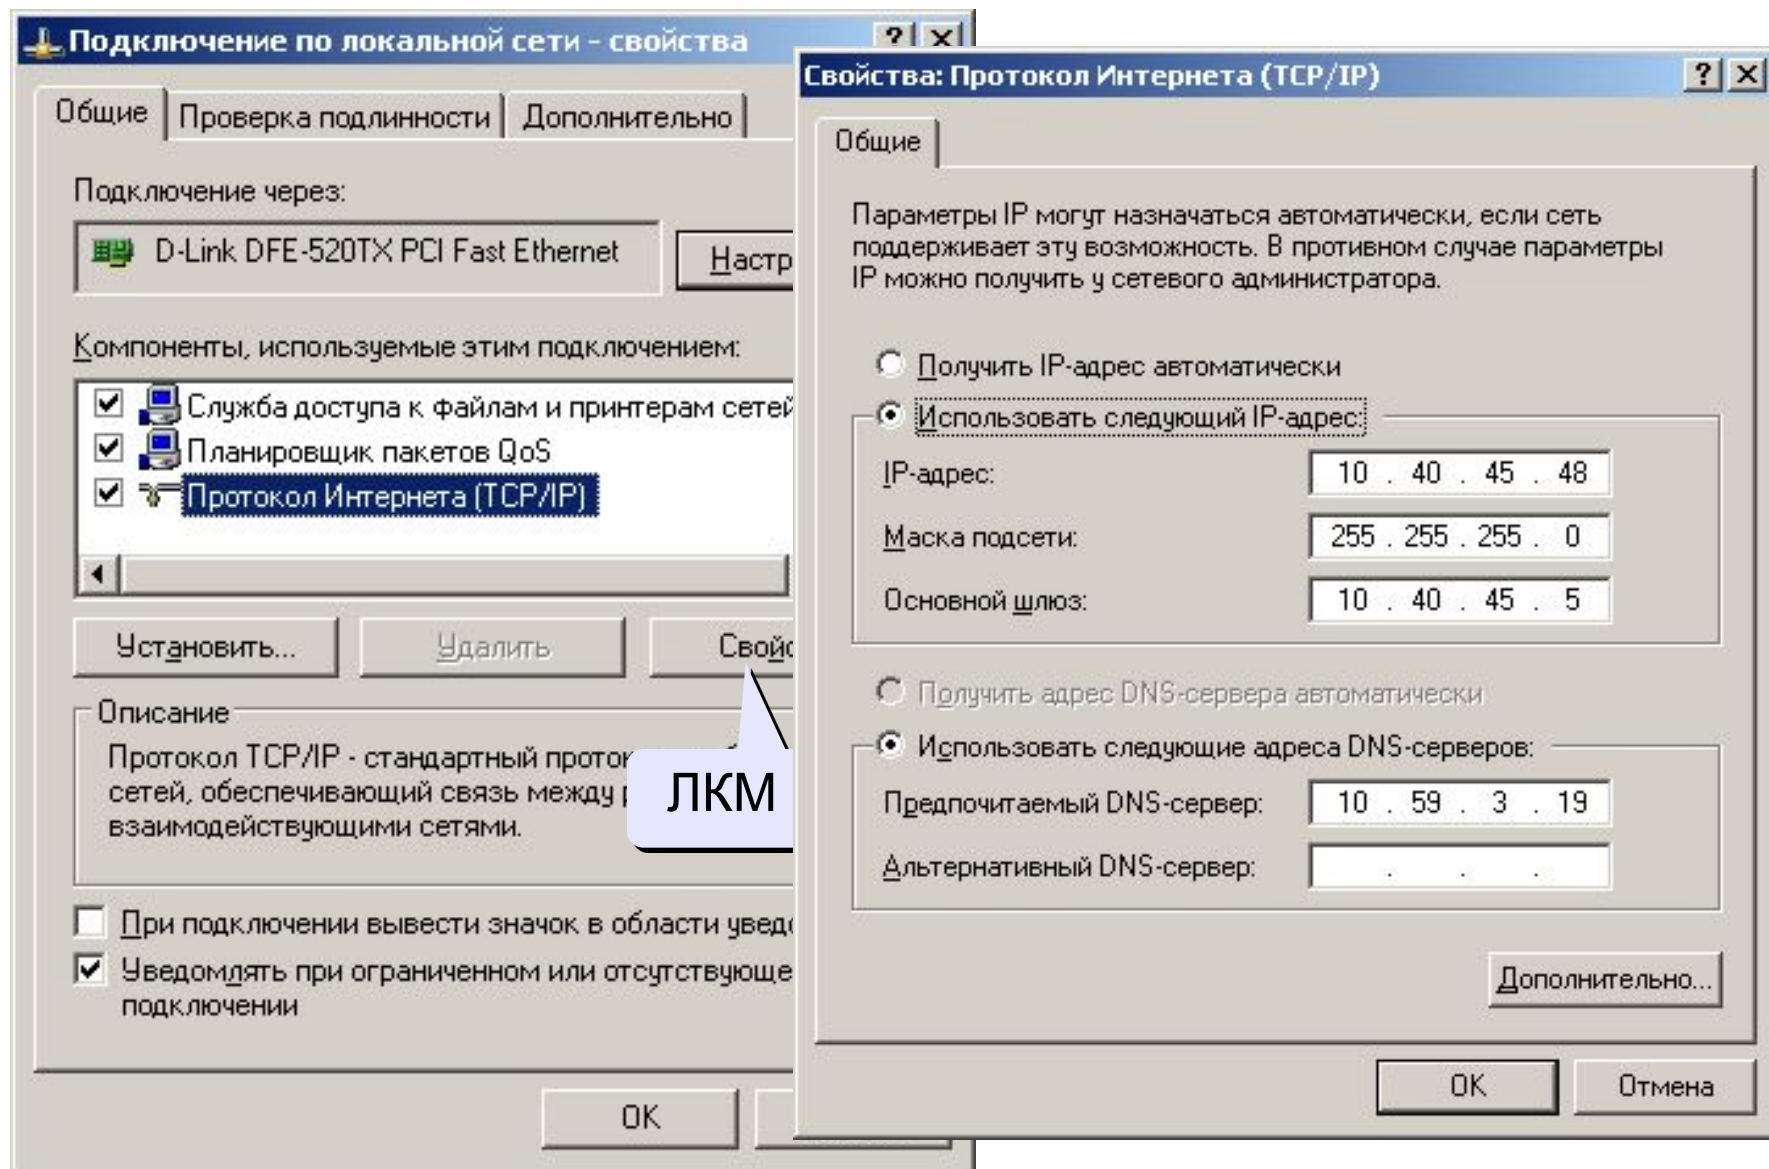 Подключение по локальной сети - свойства
Общие
Проверка подлинности
Дополнительно
Подключение через:
D-Link DFE-520TX PCI Fast Ethernet
Компоненты, используемые этим подключением:
Служба доступа к файлам и принтерам сетей
Планировщик пакетов QoS
Протокол Интернета (TCP/IP)
Установить...
Удалить
Описание
Протокол TCP/IP - стандартный
сетей, обеспечивающий связь между
взаимодействующими сетями.
ЛКМ
При подключении вывести значок в области
Уведомлять при ограниченном или
подключении
OK
Свойства: Протокол Интернета (TCP/IP)
Общие
Параметры IP могут назначаться автоматически, если сеть
поддерживает эту возможность. В противном случае параметры
IP можно получить у сетевого администратора.
Получить IP-адрес автоматически
Использовать следующий IP-адрес:
IP-адрес: 10 . 40 . 45 . 48
Маска подсети: 255 . 255 . 255 . 0
Основной шлюз: 10 . 40 . 45 . 5
Получить адрес DNS-сервера автоматически
Использовать следующие адреса DNS-серверов:
Предпочитаемый DNS-сервер: 10 . 59 . 3 . 19
Альтернативный DNS-сервер: . . .
Дополнительно...
OK
Отмена